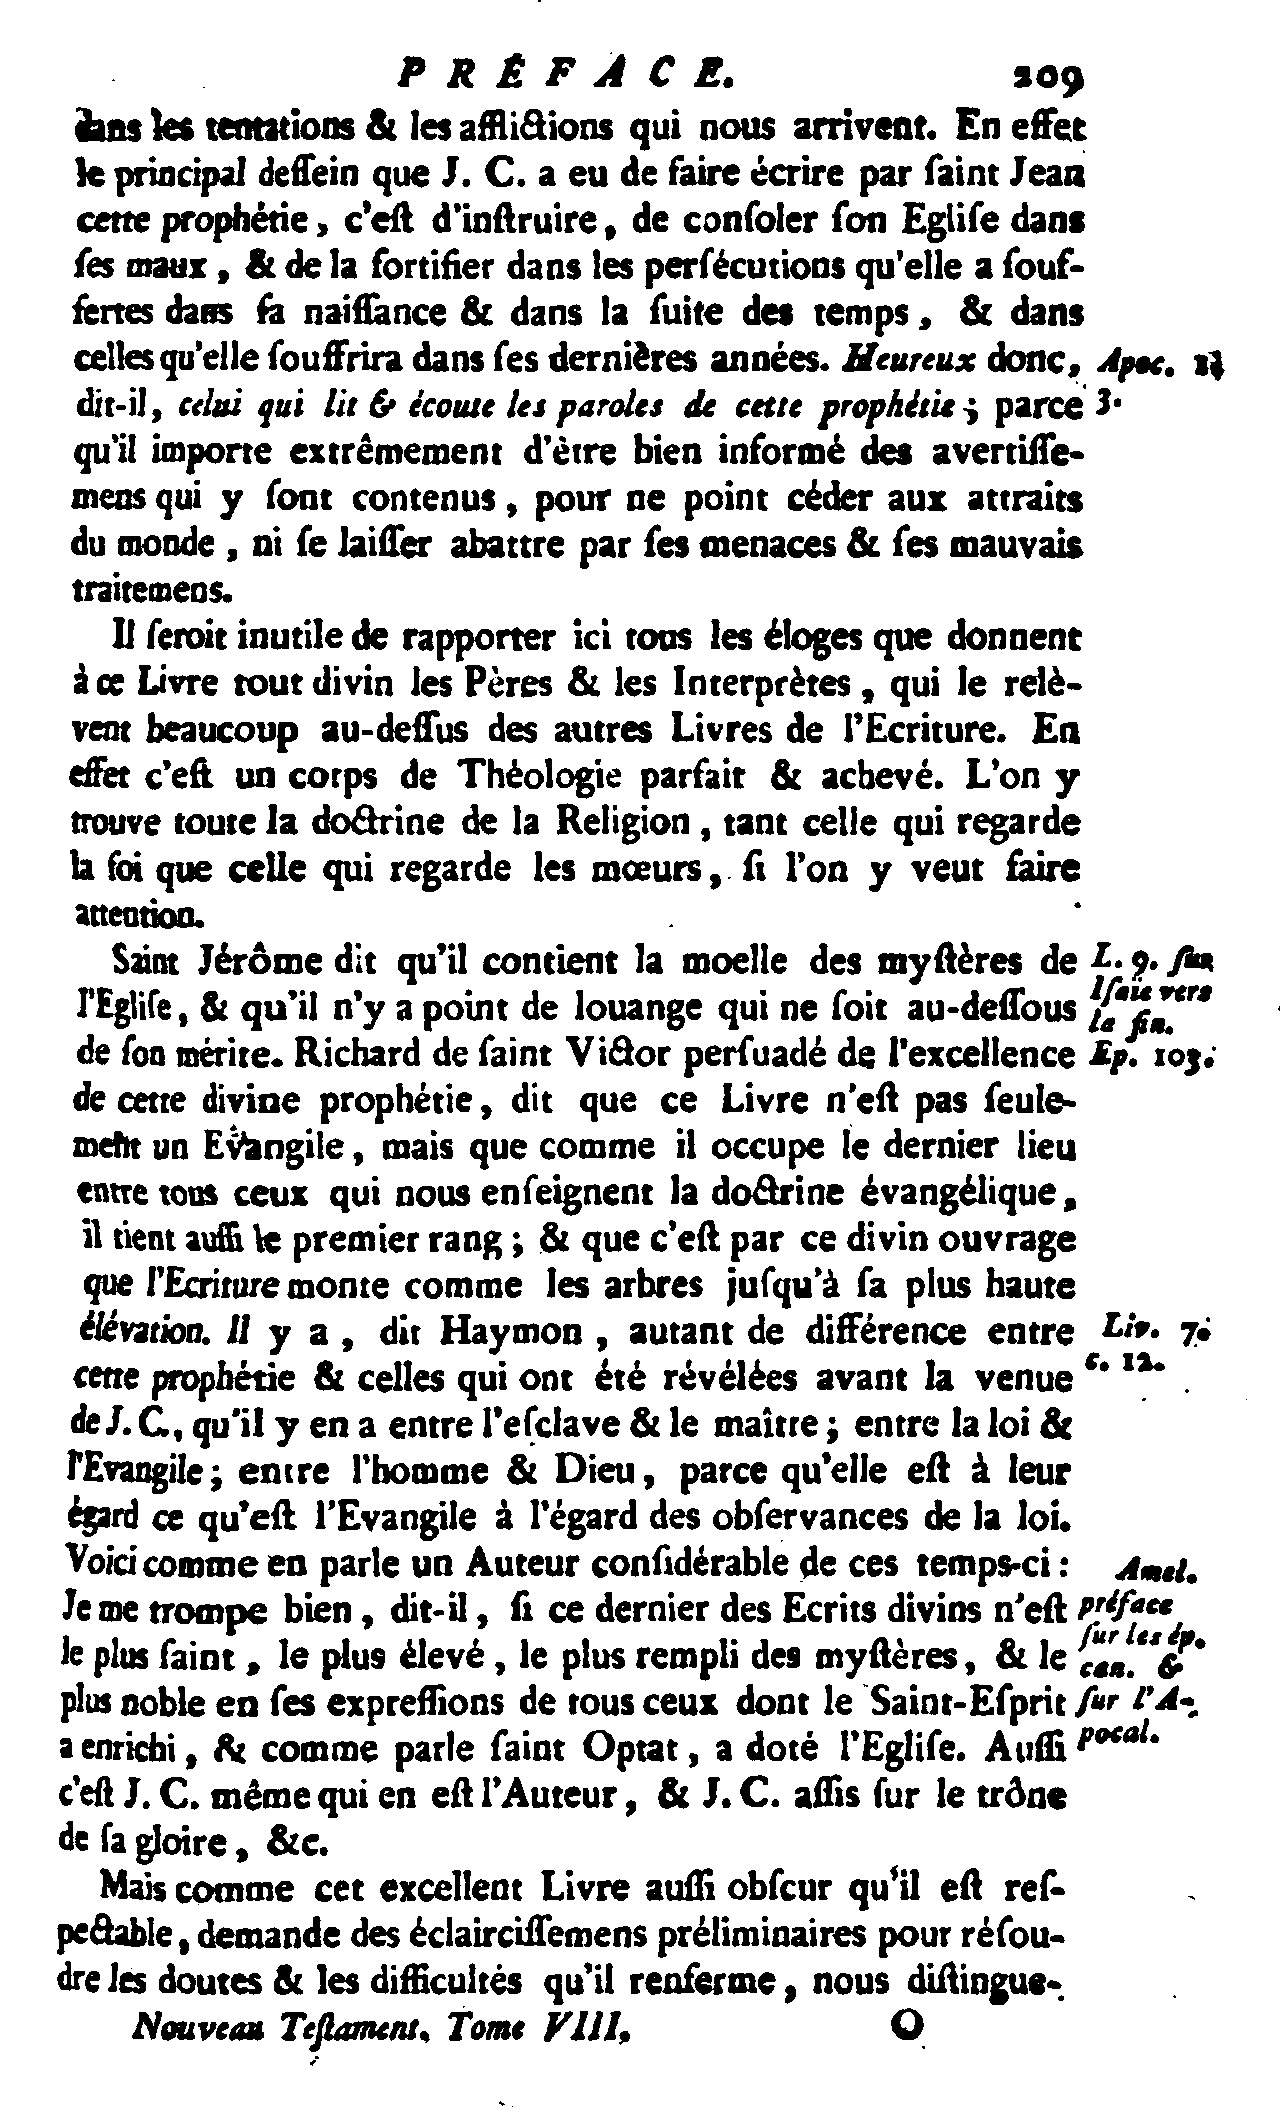 PRÉFACE. 209
dans les tentations & les afflictions qui nous arrivent. En effet
le principal deſſein que J. C. a eu de faire écrire par ſaint Jean
cette prophétie, c'eſt d'inſtruire, de conſoler ſon Egliſe dans
ſes maux, & de la fortifier dans les perſécutions qu'elle a ſouf-
fertes dans ſa naiſſance & dans la ſuite des temps, & dans
celles qu'elle ſouffrira dans ſes dernières années. Heureux donc,
Apoc. 1.
dit-il, celui qui lit & écoute les paroles de cette prophétie; parce
3.
qu'il importe extrêmement d'être bien informé des avertiſſe-
mens qui y ſont contenus, pour ne point céder aux attraits
du monde, ni ſe laiſſer abattre par ſes menaces & ſes mauvais
traitemens.
Il ſeroit inutile de rapporter ici tous les éloges que donnent
à ce Livre tout divin les Pères & les Interprètes, qui le relè-
vent beaucoup au-deſſus des autres Livres de l'Ecriture. En
effet c'eſt un corps de Théologie parfait & achevé. L'on y
trouve toute la doctrine de la Religion, tant celle qui regarde
la foi que celle qui regarde les mœurs, ſi l'on y veut faire
attention.
Saint Jérôme dit qu'il contient la moelle des myſtères de
L. 9. ſur
l'Egliſe, & qu'il n'y a point de louange qui ne ſoit au-deſſous
Iſaïe vers
la fin.
de ſon mérite. Richard de ſaint Victor perſuadé de l'excellence
Ep. 103.
de cette divine prophétie, dit que ce Livre n'eſt pas ſeule-
ment un Evangile, mais que comme il occupe le dernier lieu
entre tous ceux qui nous enſeignent la doctrine évangélique,
il tient auſſi le premier rang; & que c'eſt par ce divin ouvrage
que l'Ecriture monte comme les arbres juſqu'à ſa plus haute
élévation. Il y a, dit Haymon, autant de différence entre
Liv. 7.
cette prophétie & celles qui ont été révélées avant la venue
c. 12.
de J. C., qu'il y en a entre l'eſclave & le maître; entre la loi &
l'Evangile; entre l'homme & Dieu, parce qu'elle eſt à leur
égard ce qu'eſt l'Evangile à l'égard des obſervances de la loi.
Voici comme en parle un Auteur conſidérable de ces temps-ci:
Amel.
Je me trompe bien, dit-il, ſi ce dernier des Ecrits divins n'eſt
préface
le plus ſaint, le plus élevé, le plus rempli des myſtères, & le
ſur les ép.
can. &
plus noble en ſes expreſſions de tous ceux dont le Saint-Eſprit
ſur l'A-
a enrichi, & comme parle ſaint Optat, a doté l'Egliſe. Auſſi
pocal.
c'eſt J. C. même qui en eſt l'Auteur, & J. C. aſſis ſur le trône
de ſa gloire, &c.
Mais comme cet excellent Livre auſſi obſcur qu'il eſt reſ-
pectable, demande des éclairciſſemens préliminaires pour réſou-
dre les doutes & les difficultés qu'il renferme, nous diſtingue-
Nouveau Teſtament. Tome VIII. O